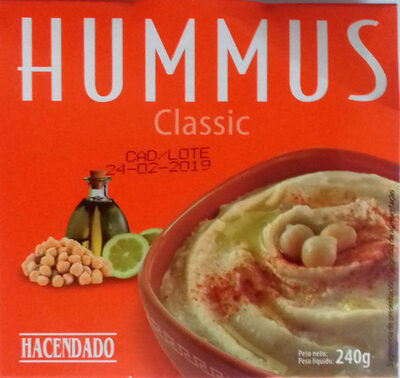 HUMMUS
Classic
CAD/LOTE
24-02-2019
HACENDADO
Peso neto:
Peso líquido: 240g